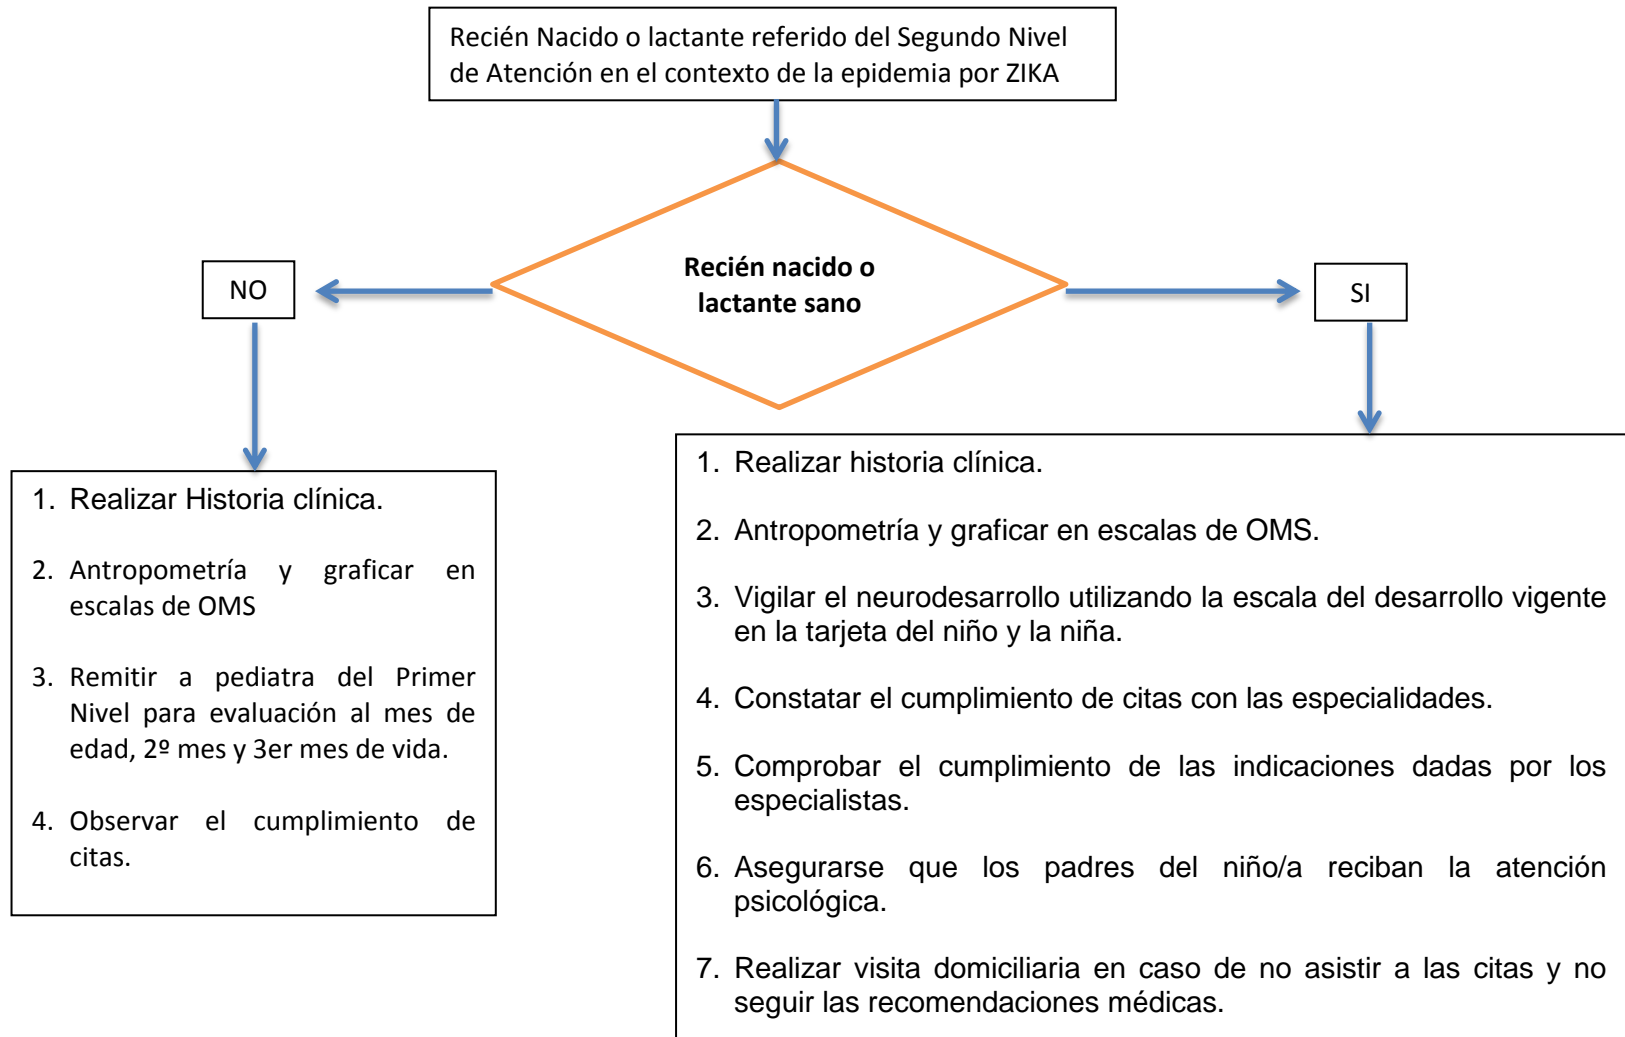 Recién Nacido o lactante referido del Segundo Nivel
de Atención en el contexto de la epidemia por ZIKA
Recién nacido o
lactante sano
NO
SI
1. Realizar Historia clínica.
2. Antropometría y graficar en
escalas de OMS
3. Remitir a pediatra del Primer
Nivel para evaluación al mes de
edad, 2º mes y 3er mes de vida.
4. Observar el cumplimiento de
citas.
1. Realizar historia clínica.
2. Antropometría y graficar en escalas de OMS.
3. Vigilar el neurodesarrollo utilizando la escala del desarrollo vigente
en la tarjeta del niño y la niña.
4. Constatar el cumplimiento de citas con las especialidades.
5. Comprobar el cumplimiento de las indicaciones dadas por los
especialistas.
6. Asegurarse que los padres del niño/a reciban la atención
psicológica.
7. Realizar visita domiciliaria en caso de no asistir a las citas y no
seguir las recomendaciones médicas.